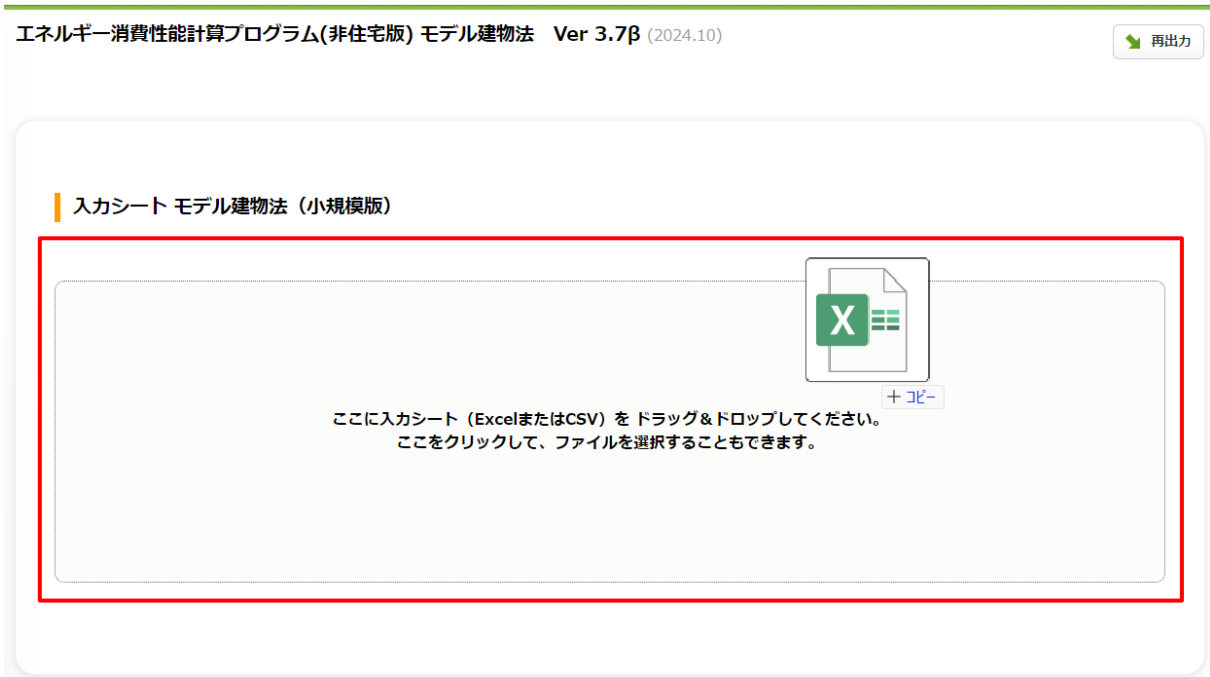 エネルギー消費性能計算プログラム(非住宅版) モデル建物法　Ver 3.7β (2024.10)
再出力
入力シート モデル建物法（小規模版）
X
+ コピー
ここに入力シート（ExcelまたはCSV）を ドラッグ&ドロップしてください。
ここをクリックして、ファイルを選択することもできます。